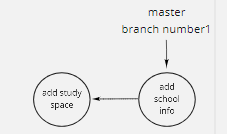 master
branch number1
add study
space
add
school
info